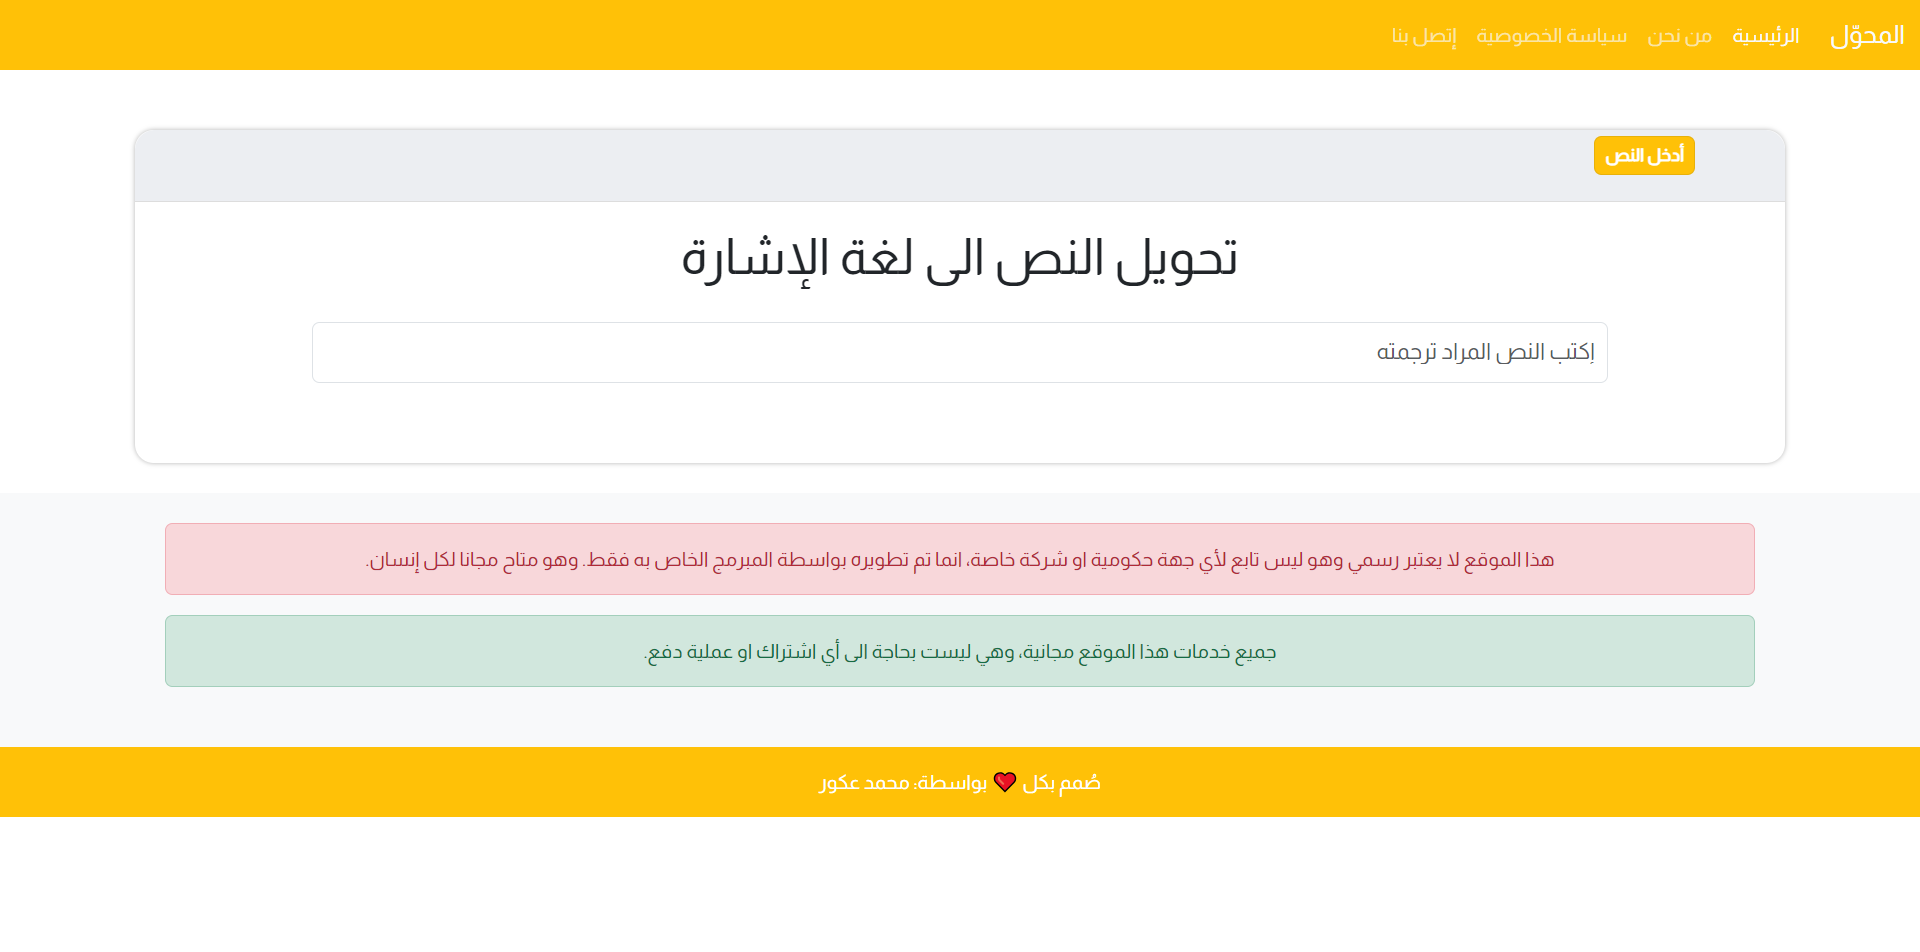 المحوّل
الرئيسية
من نحن
سياسة الخصوصية
إتصل بنا
أدخل النص
تحويل النص الى لغة الإشارة
إكتب النص المراد ترجمته
هذا الموقع لا يعتبر رسمي وهو ليس تابع لأي جهة حكومية او شركة خاصة، انما تم تطويره بواسطة المبرمج الخاص به فقط. وهو متاح مجانا لكل إنسان.
جميع خدمات هذا الموقع مجانية، وهي ليست بحاجة الى أي اشتراك او عملية دفع.
صُمم بكل ❤️ بواسطة: محمد عكور